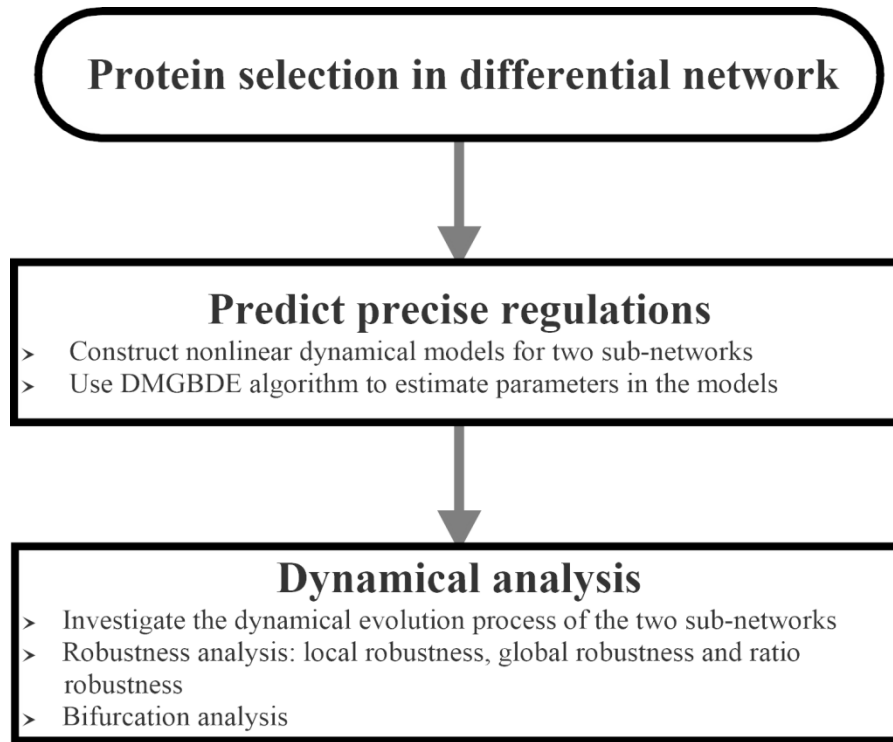 Protein selection in differential network
Predict precise regulations
➤ Construct nonlinear dynamical models for two sub-networks
➤ Use DMGBDE algorithm to estimate parameters in the models
Dynamical analysis
➤ Investigate the dynamical evolution process of the two sub-networks
➤ Robustness analysis: local robustness, global robustness and ratio
robustness
➤ Bifurcation analysis